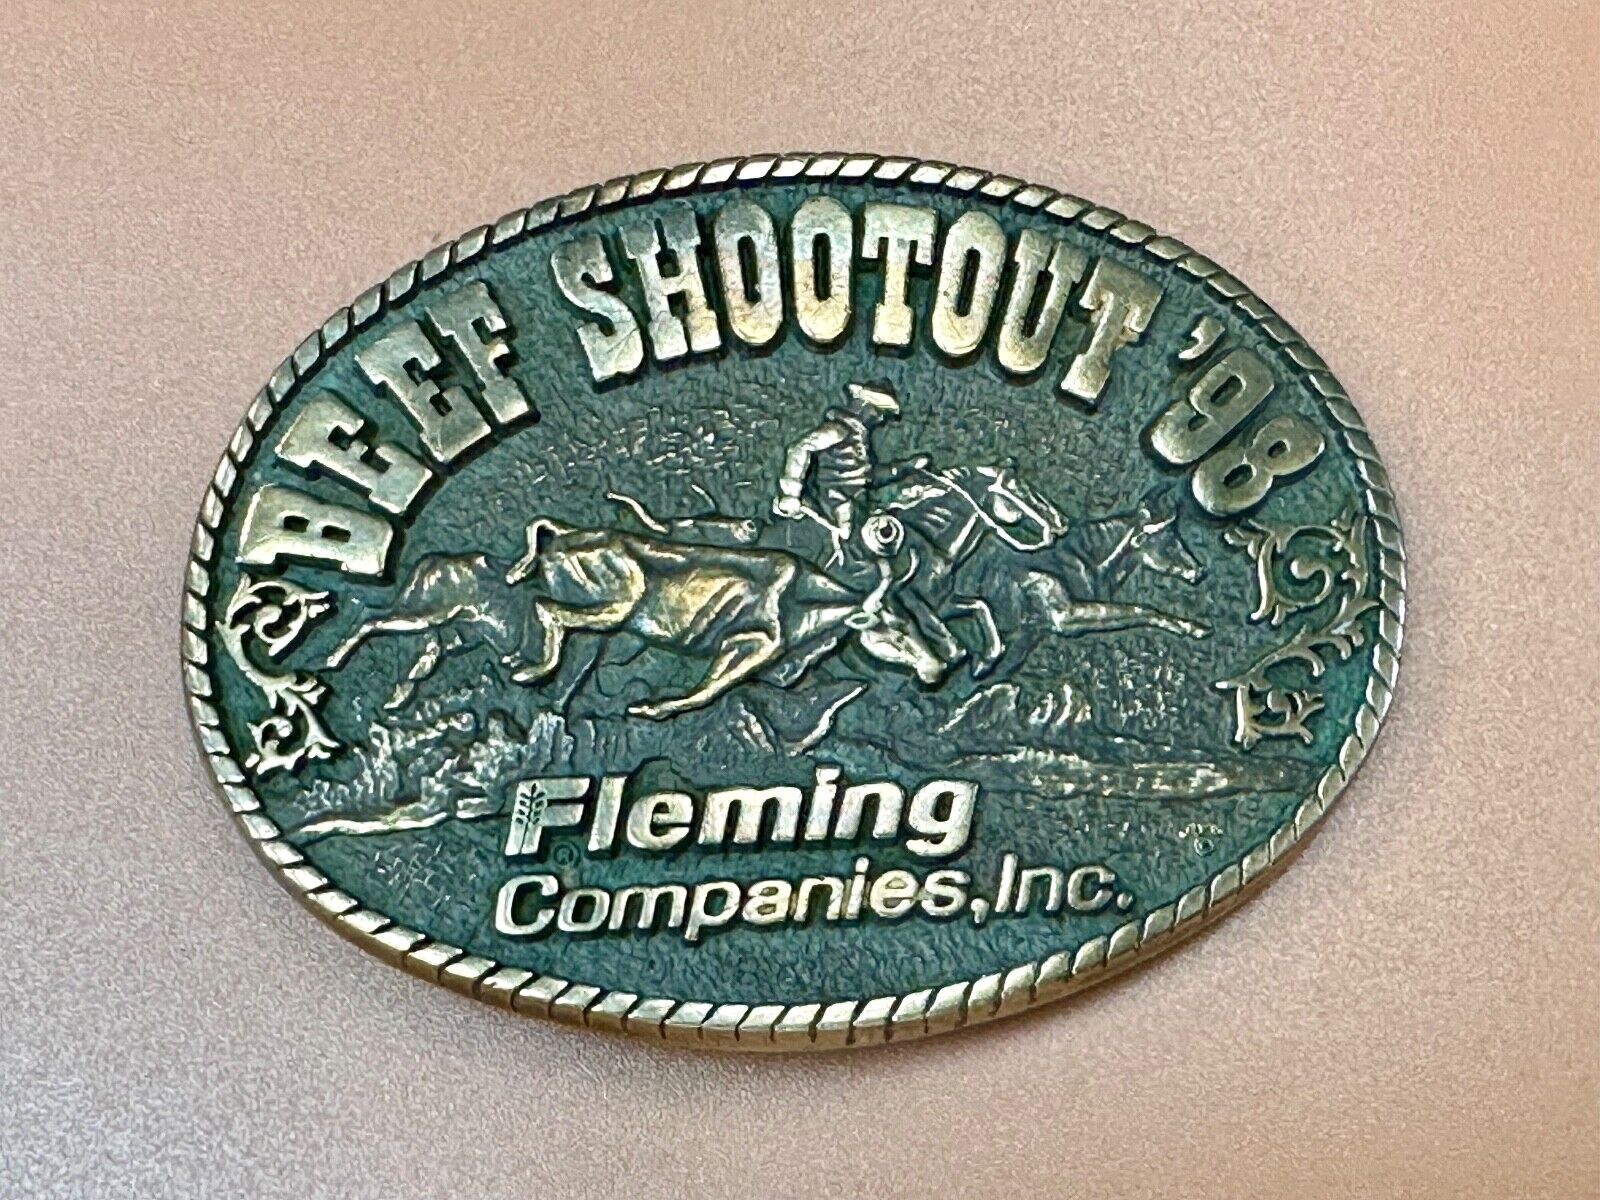 BEEF SHOOTOUT '98
Fleming
®
Companies, Inc.